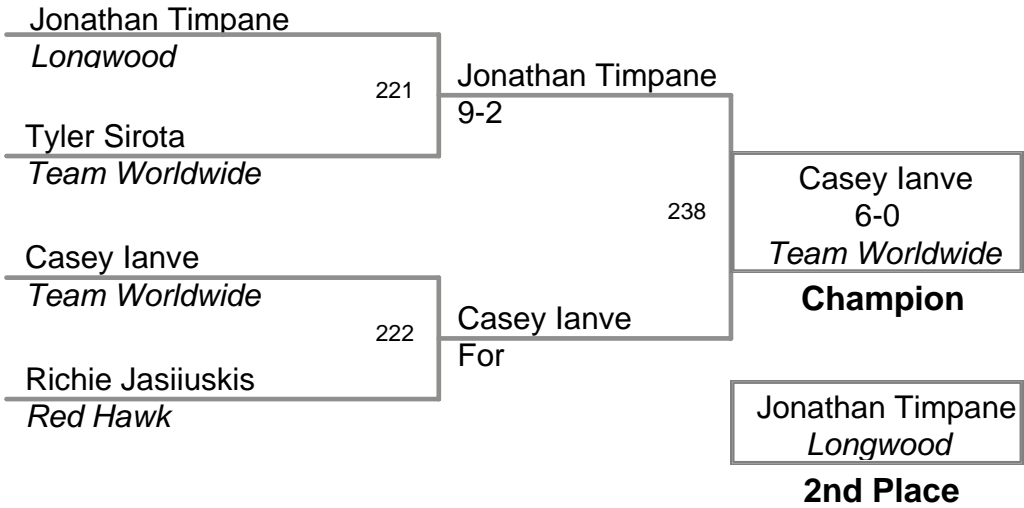 Jonathan Timpane
Longwood
221
Jonathan Timpane
9-2
Tyler Sirota
Team Worldwide
238
Casey Ianve
6-0
Team Worldwide
Champion
Casey Ianve
Team Worldwide
222
Casey Ianve
For
Richie Jasiiuskis
Red Hawk
Jonathan Timpane
Longwood
2nd Place